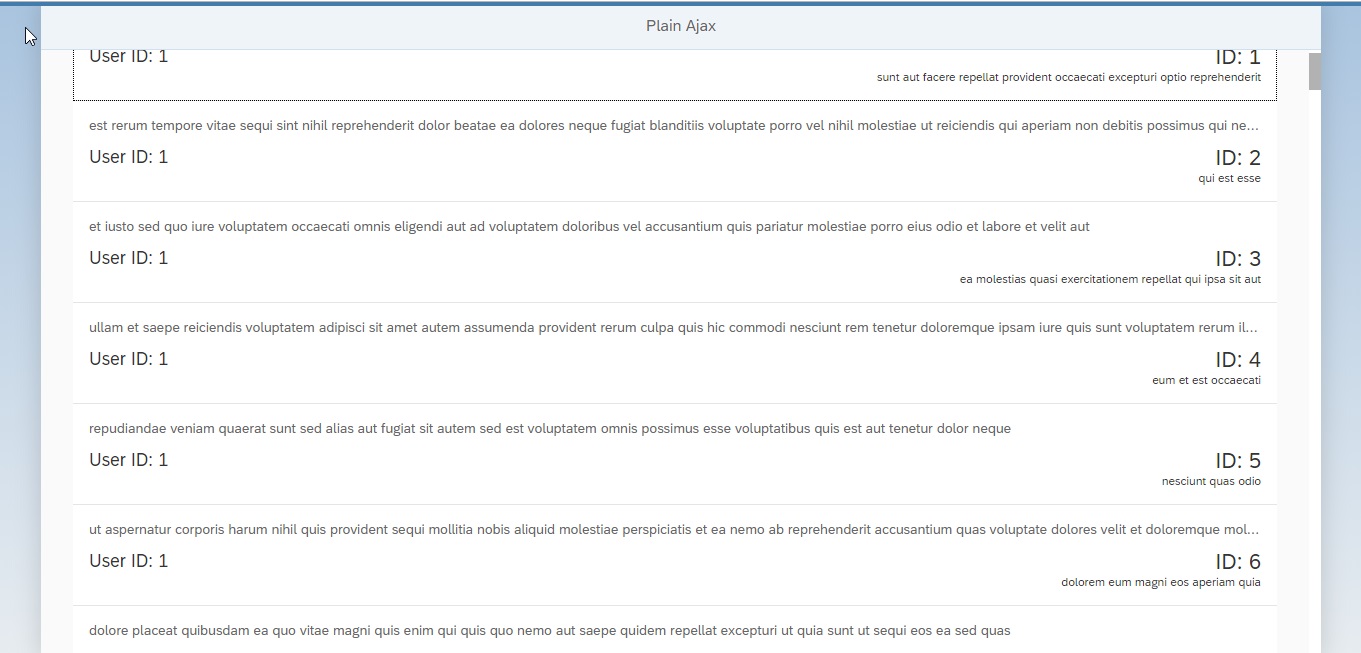 Plain Ajax
User ID: 1
ID: 1
sunt aut facere repellat provident occaecati excepturi optio reprehenderit
est rerum tempore vitae sequi sint nihil reprehenderit dolor beatae ea dolores neque fugiat blanditiis voluptate porro vel nihil molestiae ut reiciendis qui aperiam non debitis possimus qui ne...
User ID: 1
ID: 2
qui est esse
et iusto sed quo iure voluptatem occaecati omnis eligendi aut ad voluptatem doloribus vel accusantium quis pariatur molestiae porro eius odio et labore et velit aut
User ID: 1
ID: 3
ea molestias quasi exercitationem repellat qui ipsa sit aut
ullam et saepe reiciendis voluptatem adipisci sit amet autem assumenda provident rerum culpa quis hic commodi nesciunt rem tenetur doloremque ipsam iure quis sunt voluptatem rerum il...
User ID: 1
ID: 4
eum et est occaecati
repudiandae veniam quaerat sunt sed alias aut fugiat sit autem sed est voluptatem omnis possimus esse voluptatibus quis est aut tenetur dolor neque
User ID: 1
ID: 5
nesciunt quas odio
ut aspernatur corporis harum nihil quis provident sequi mollitia nobis aliquid molestiae perspiciatis et ea nemo ab reprehenderit accusantium quas voluptate dolores velit et doloremque mol...
User ID: 1
ID: 6
dolorem eum magni eos aperiam quia
dolore placeat quibusdam ea quo vitae magni quis enim qui quis quo nemo aut saepe quidem repellat excepturi ut quia sunt ut sequi eos ea sed quas